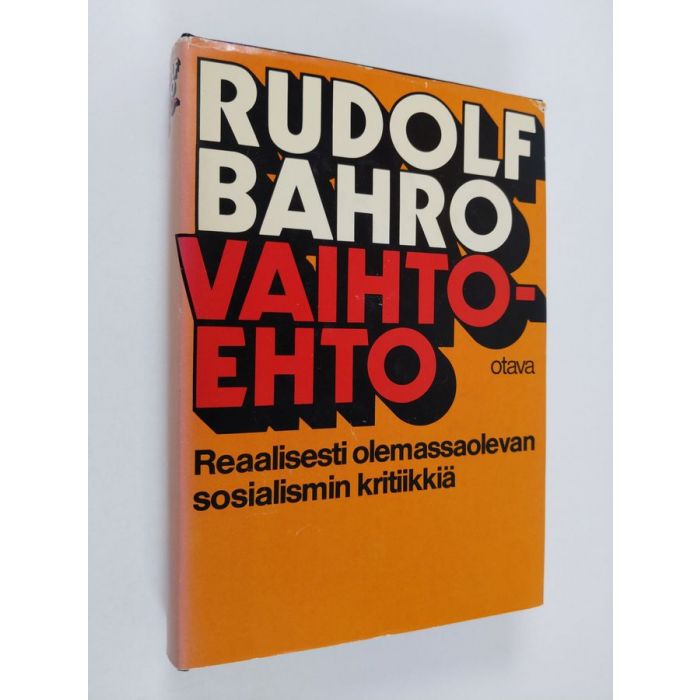 RUDOLF
BAHRO
VAIHTO-
EHTO
otava
Reaalisesti olemassaolevan
sosialismin kritiikkiä